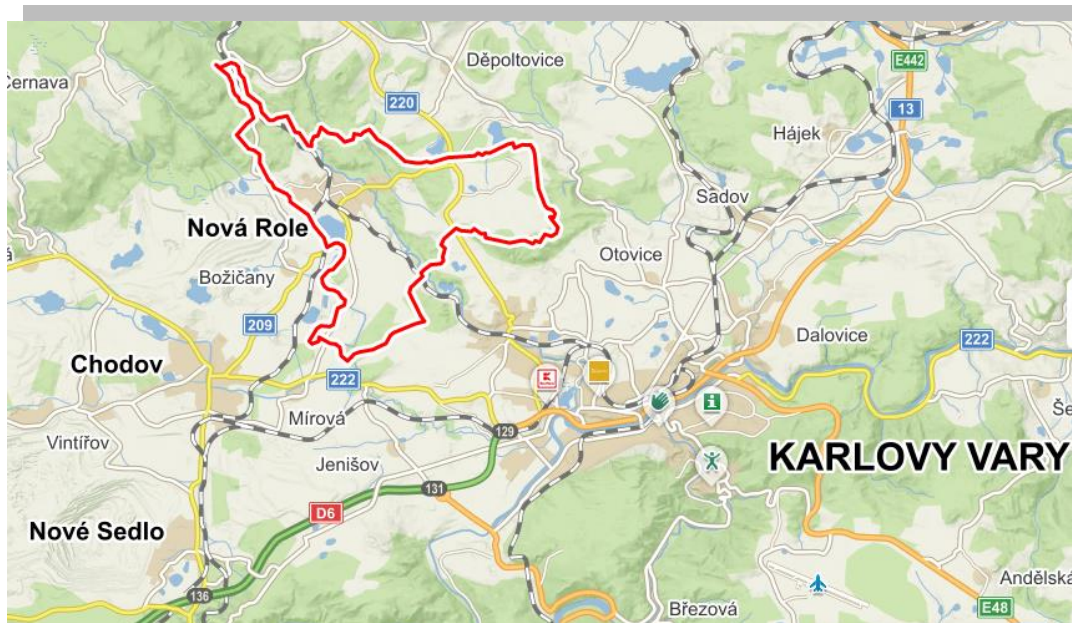 Děpoltovice
E442
Černava
220
13
Hájek
Sadov
Nová Role
Otovice
Božičany
209
Dalovice
222
Chodov
222
Mírová
129
Vintířov
KARLOVY VARY
Jenišov
131
D6
Nové Sedlo
Andělská
136
Březová
E48